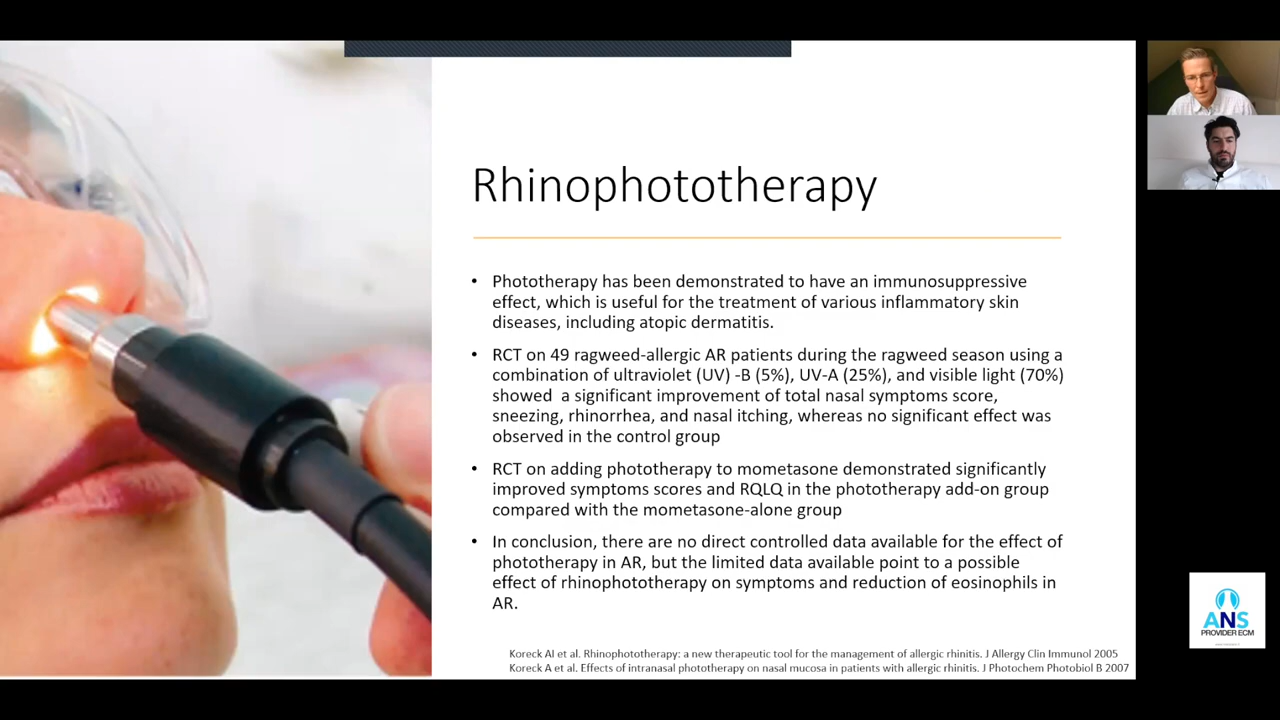 Rhinophototherapy
• Phototherapy has been demonstrated to have an immunosuppressive
effect, which is useful for the treatment of various inflammatory skin
diseases, including atopic dermatitis.
• RCT on 49 ragweed-allergic AR patients during the ragweed season using a
combination of ultraviolet (UV) -B (5%), UV-A (25%), and visible light (70%)
showed  a significant improvement of total nasal symptoms score,
sneezing, rhinorrhea, and nasal itching, whereas no significant effect was
observed in the control group
• RCT on adding phototherapy to mometasone demonstrated significantly
improved symptoms scores and RQLQ in the phototherapy add-on group
compared with the mometasone-alone group
• In conclusion, there are no direct controlled data available for the effect of
phototherapy in AR, but the limited data available point to a possible
effect of rhinophototherapy on symptoms and reduction of eosinophils in
AR.
Koreck AI et al. Rhinophototherapy: a new therapeutic tool for the management of allergic rhinitis. J Allergy Clin Immunol 2005
Koreck A et al. Effects of intranasal phototherapy on nasal mucosa in patients with allergic rhinitis. J Photochem Photobiol B 2007
ANS
PROVIDER ECM